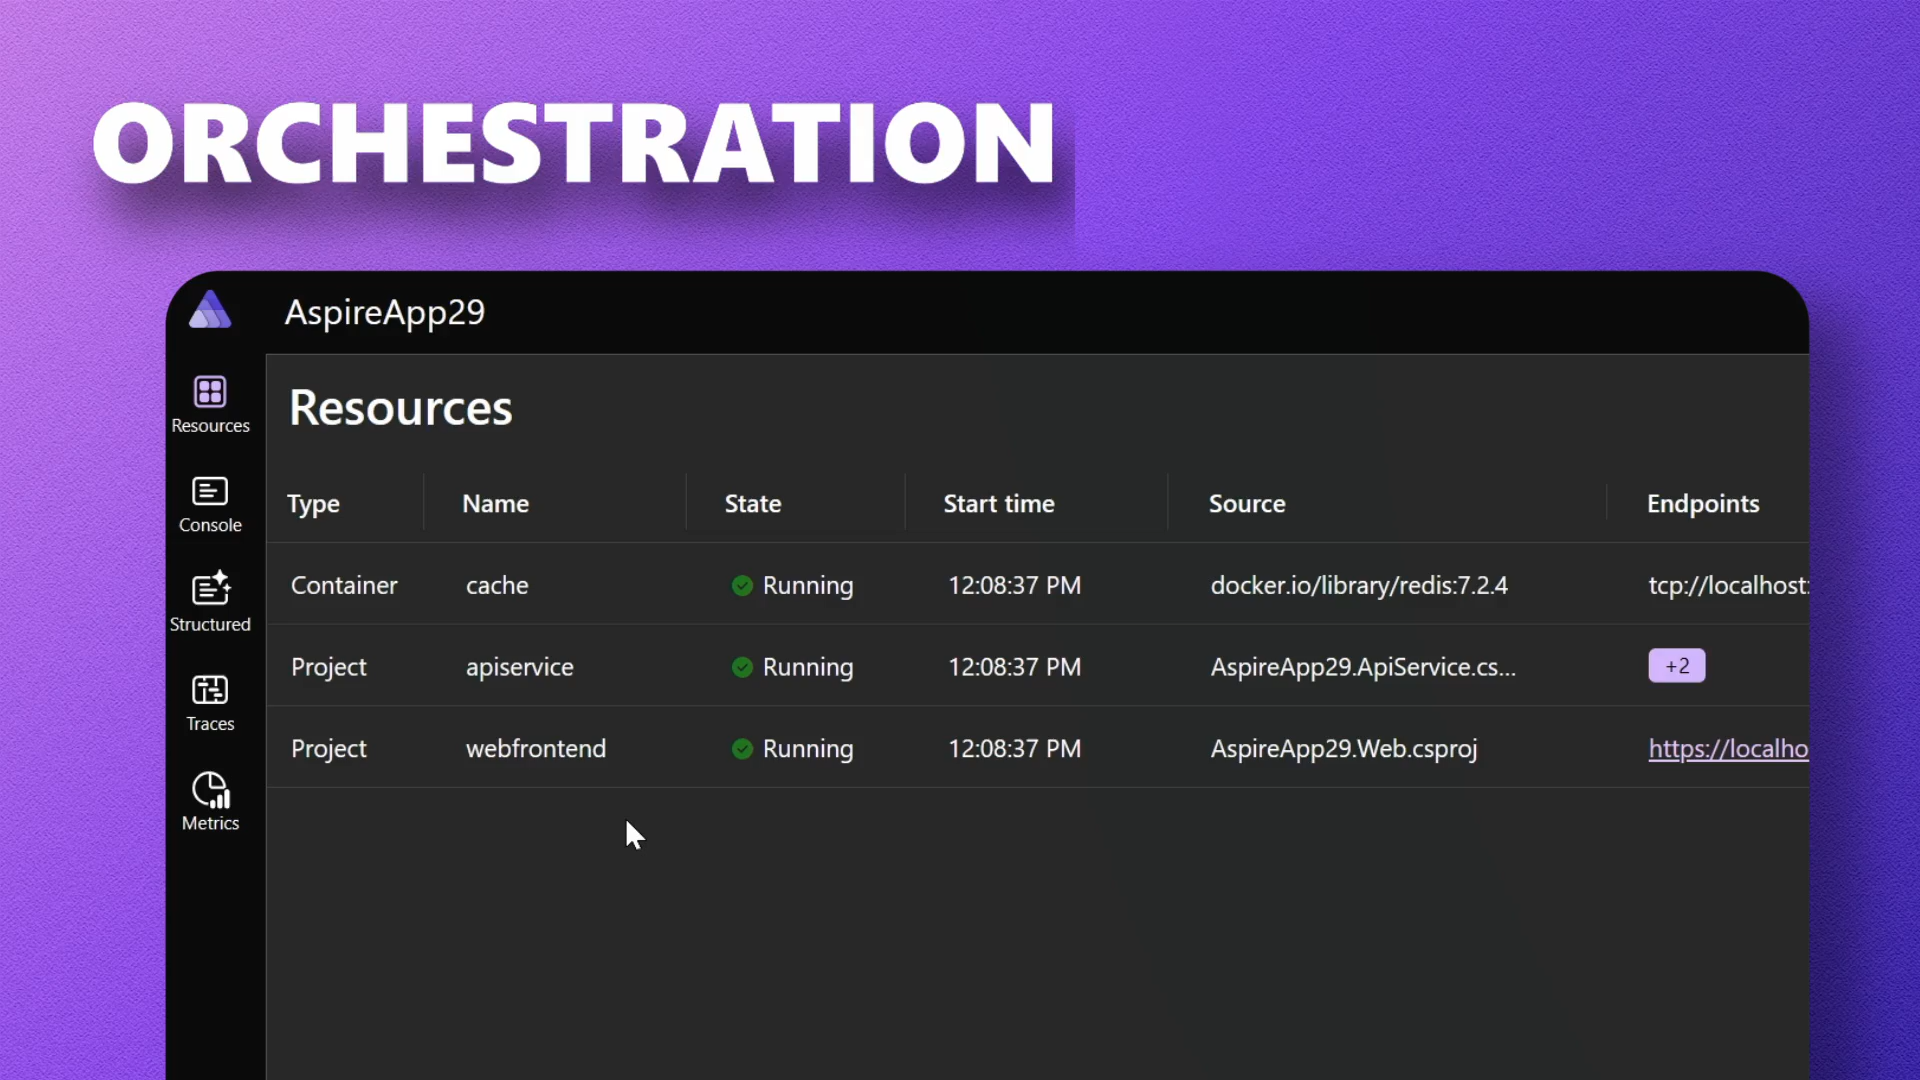 ORCHESTRATION
AspireApp29
Resources
Resources
Console
Structured
Traces
Metrics
Type Name State Start time Source Endpoints
Container cache Running 12:08:37 PM docker.io/library/redis:7.2.4 tcp://localhost:
Project apiservice Running 12:08:37 PM AspireApp29.ApiService.cs... +2
Project webfrontend Running 12:08:37 PM AspireApp29.Web.csproj https://localho